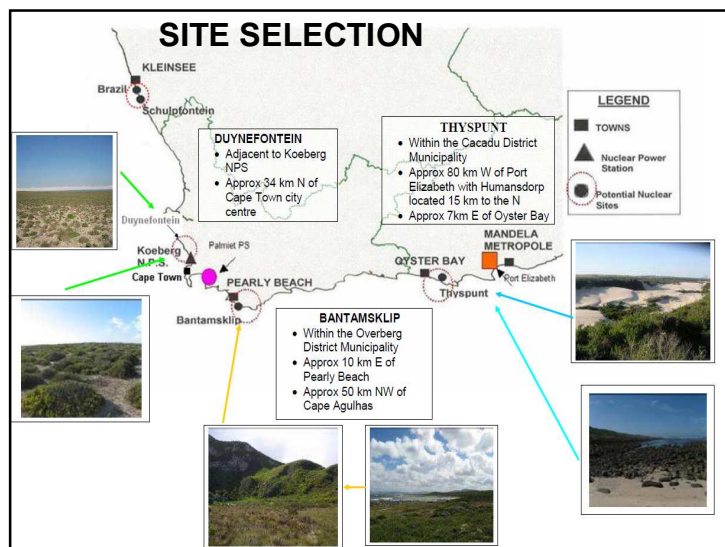 SITE SELECTION
KLEINSEE
Brazil
Schulpfontein
DUYNEFONTEIN
• Adjacent to Koeberg
NPS
• Approx 34 km N of
Cape Town city
centre
THYSPUNT
• Within the Cacadu District
Municipality
• Approx 80 km W of Port
Elizabeth with Humansdorp
located 15 km to the N
• Approx 7km E of Oyster Bay
LEGEND
TOWNS
Nuclear Power
Station
Potential Nuclear
Sites
Duynefontein
Koeberg
N.P.S.
Cape Town
Palmiet PS
PEARLY BEACH
Bantamsklip
OYSTER BAY
Thyspunt
MANDELA
METROPOLE
Port Elizabeth
BANTAMSKLIP
• Within the Overberg
District Municipality
• Approx 10 km E of
Pearly Beach
• Approx 50 km NW of
Cape Agulhas